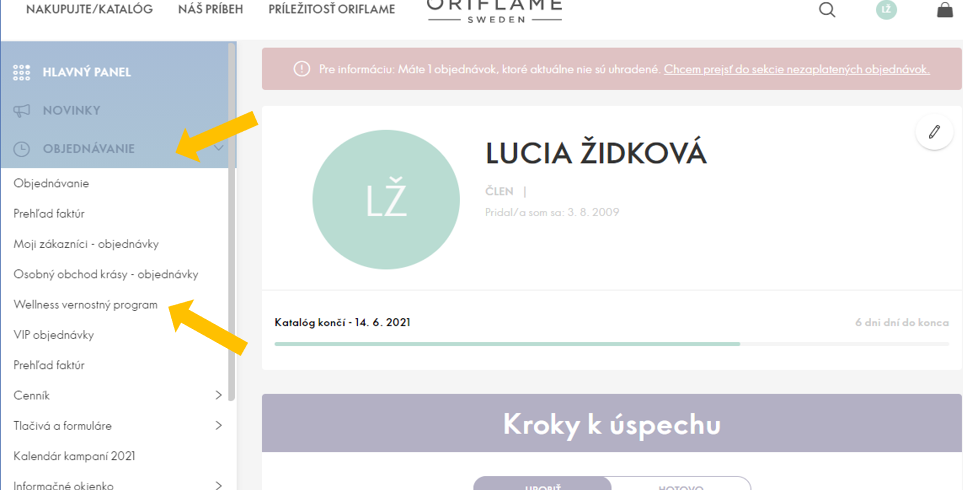 NAKUPUJTE/KATALÓG NÁŠ PRÍBEH PRÍLEŽITOSŤ ORIFLAME
ORIFLAME
SWEDEN
LŽ
HLAVNÝ PANEL
NOVINKY
OBJEDNÁVANIE
Objednávanie
Prehľad faktúr
Moji zákazníci - objednávky
Osobný obchod krásy - objednávky
Wellness vernostný program
VIP objednávky
Prehľad faktúr
Cenník
Tlačivá a formuláre
Kalendár kampaní 2021
Informačné okienko
Pre informáciu: Máte 1 objednávok, ktoré aktuálne nie sú uhradené. Chcem prejsť do sekcie nezaplatených objednávok.
LŽ
LUCIA ŽIDKOVÁ
ČLEN |
Pridal/a som sa: 3. 8. 2009
Katalóg končí - 14. 6. 2021 6 dni dní do konca
Kroky k úspechu
UROBIŤ HOTOVO